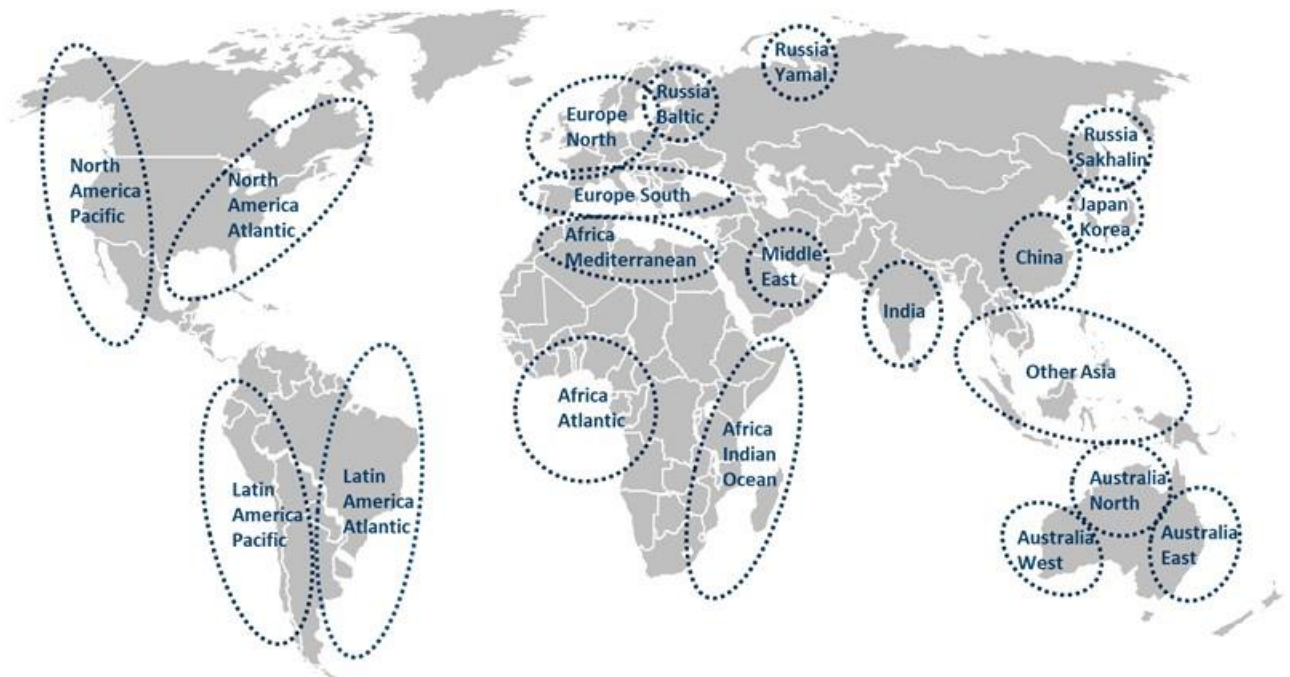 Russia
Yamal
Russia
Baltic
Europe
North
Russia
Sakhalin
North
America
Pacific
North
America
Atlantic
Europe South
Japan
Korea
Africa
Mediterranean
Middle
East
China
India
Other Asia
Africa
Atlantic
Africa
Indian
Ocean
Latin
America
Pacific
Latin
America
Atlantic
Australia
North
Australia
West
Australia
East